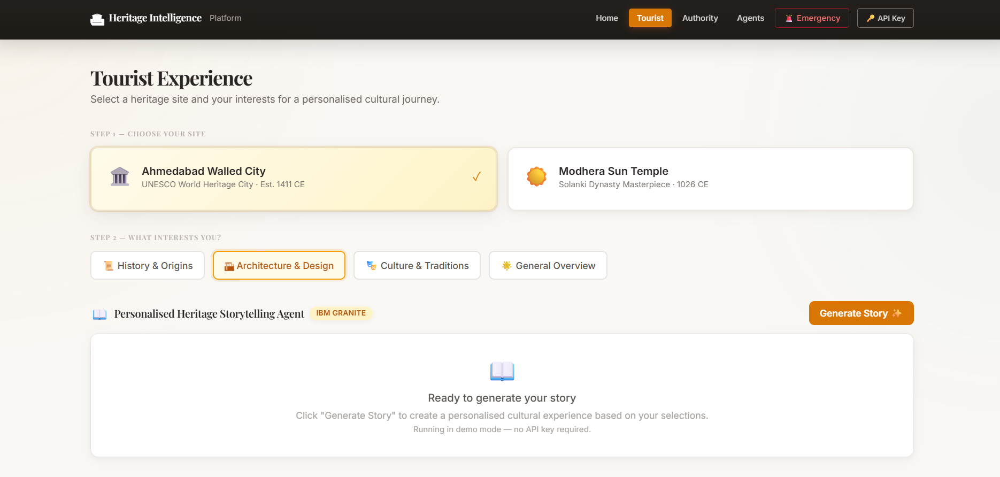 Heritage Intelligence Platform
Home Tourist Authority Agents Emergency API Key
Tourist Experience
Select a heritage site and your interests for a personalised cultural journey.
STEP 1 — CHOOSE YOUR SITE
Ahmedabad Walled City
UNESCO World Heritage City · Est. 1411 CE
✓
Modhera Sun Temple
Solanki Dynasty Masterpiece · 1026 CE
STEP 2 — WHAT INTERESTS YOU?
History & Origins
Architecture & Design
Culture & Traditions
General Overview
Personalised Heritage Storytelling Agent IBM GRANITE
Generate Story
Ready to generate your story
Click "Generate Story" to create a personalised cultural experience based on your selections.
Running in demo mode — no API key required.